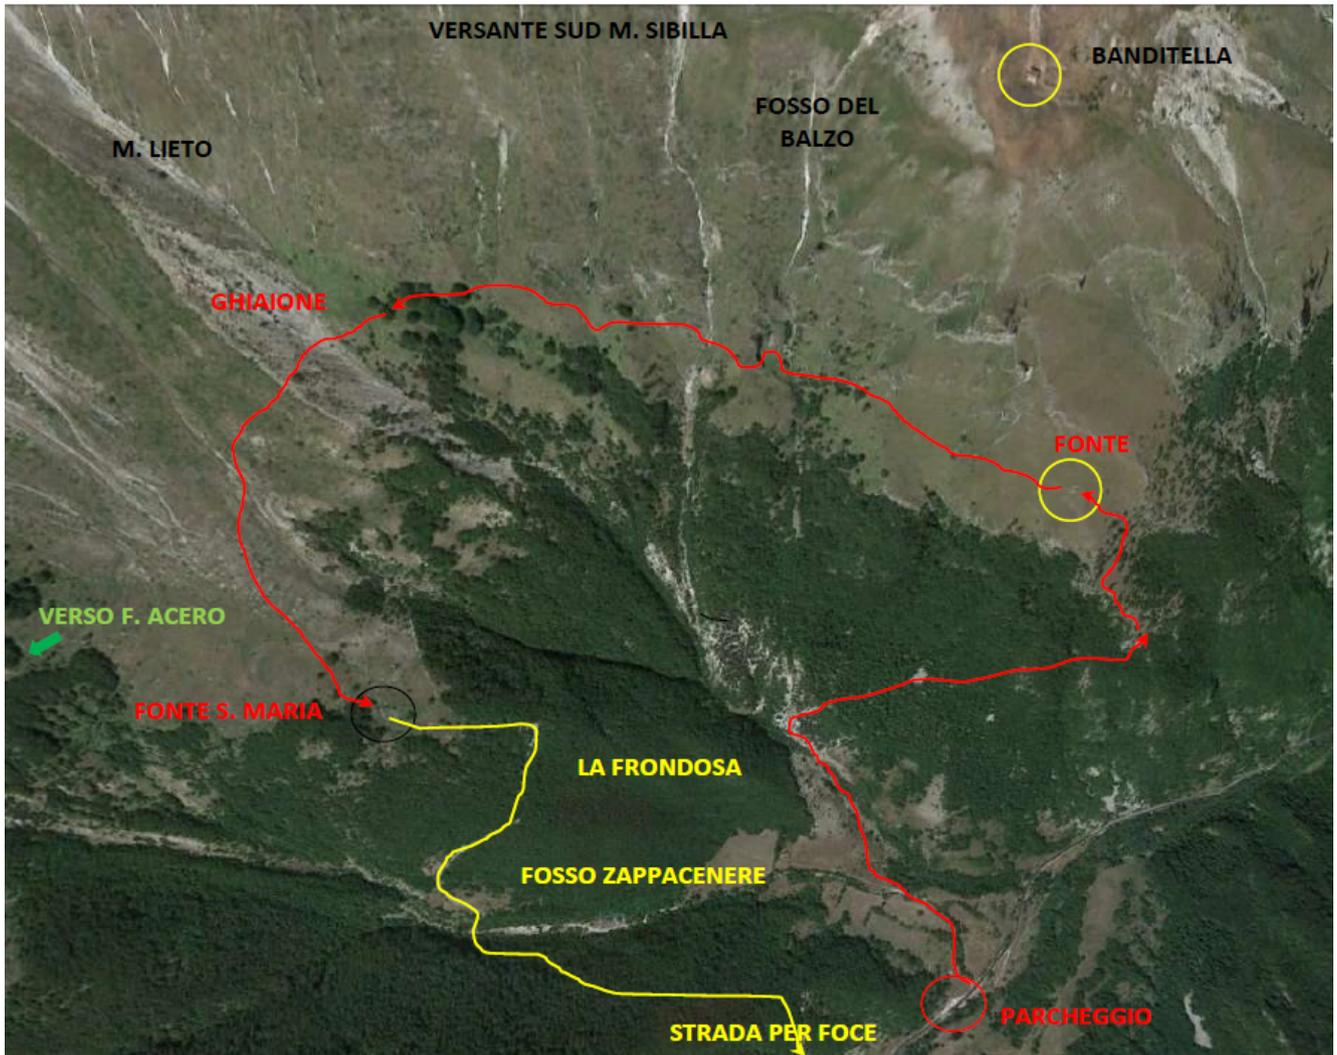 VERSANTE SUD M. SIBILLA
BANDITELLA
FOSSO DEL
BALZO
M. LIETO
GHIAIONE
FONTE
VERSO F. ACERO
FONTE S. MARIA
LA FRONDOSA
FOSSO ZAPPACENERE
PARCHEGGIO
STRADA PER FOCE